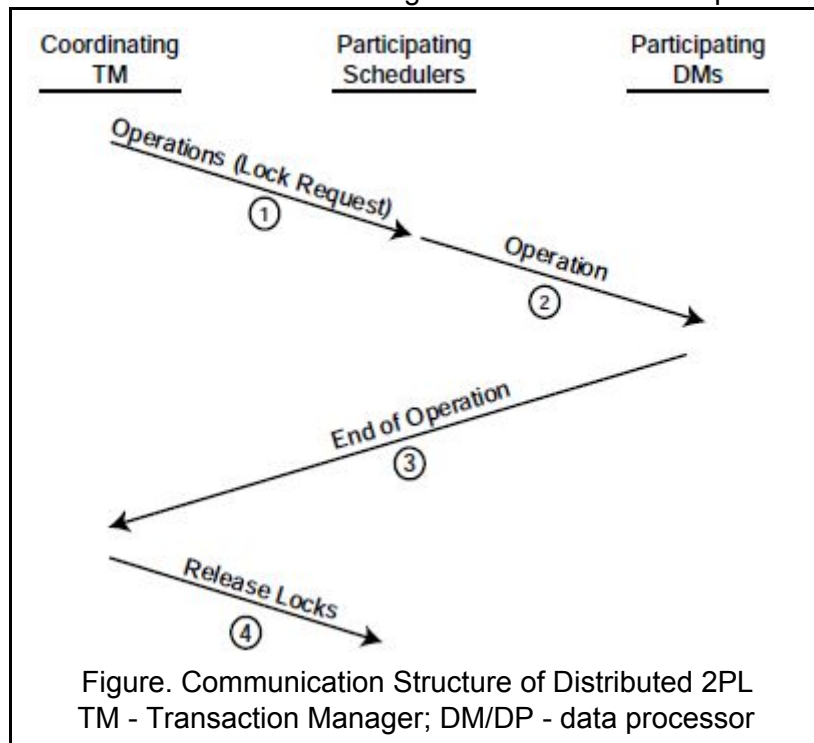 Coordinating TM
Participating Schedulers
Participating DMs
Operations (Lock Request)
1
Operation
2
End of Operation
3
Release Locks
4
Figure. Communication Structure of Distributed 2PL
TM - Transaction Manager; DM/DP - data processor